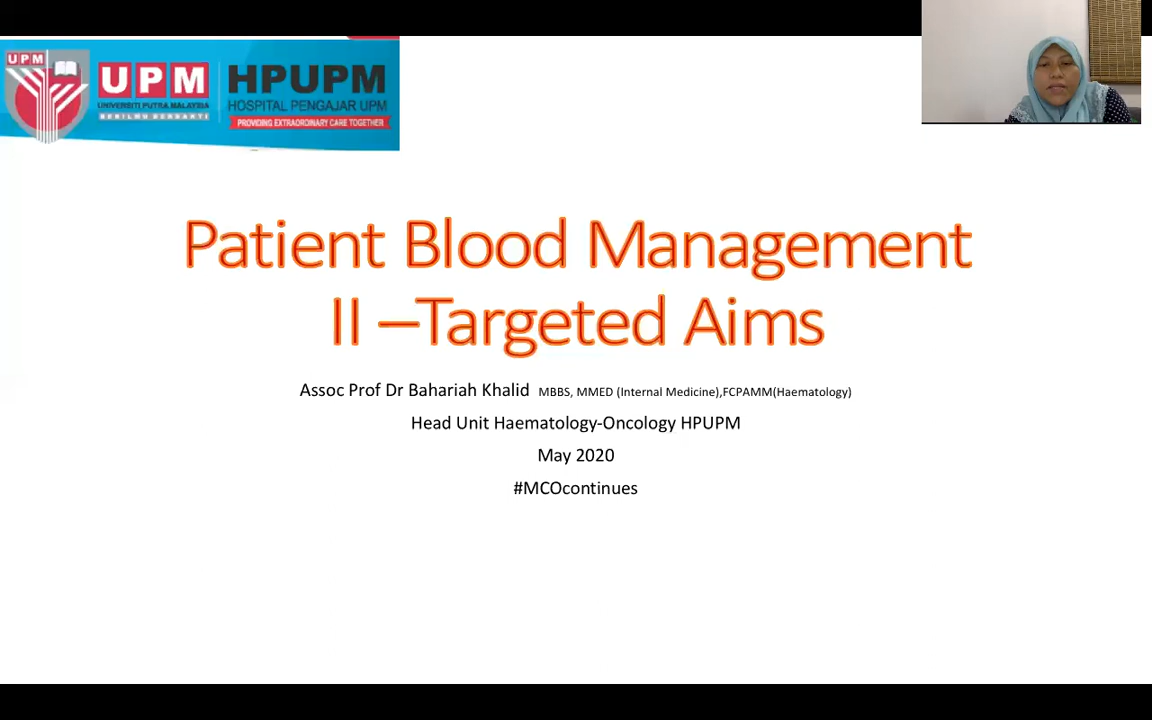 UPM
UPM
UNIVERSITI PUTRA MALAYSIA
BERILMU BERBAKTI
HPUPM
HOSPITAL PENGAJAR UPM
PROVIDING EXTRAORDINARY CARE TOGETHER
Patient Blood Management
II –Targeted Aims
Assoc Prof Dr Bahariah Khalid MBBS, MMED (Internal Medicine),FCPAMM(Haematology)
Head Unit Haematology-Oncology HPUPM
May 2020
#MCOcontinues